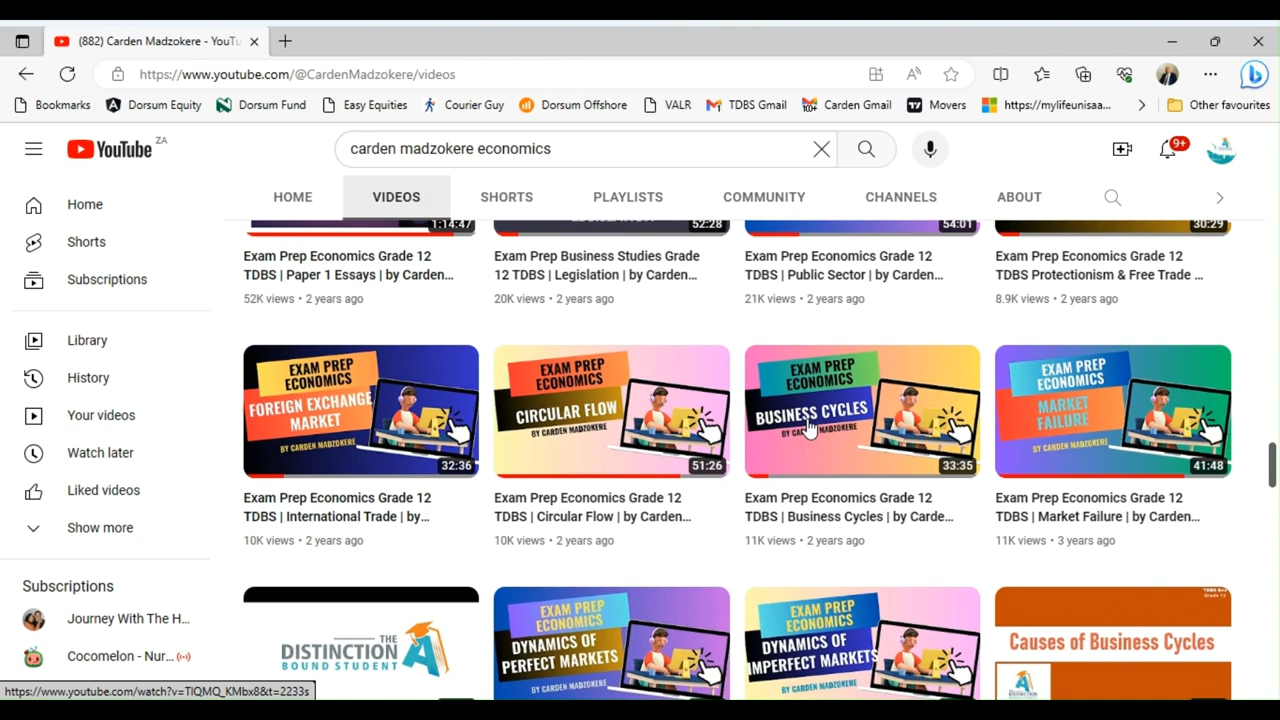 (882) Carden Madzokere - YouTu
https://www.youtube.com/@CardenMadzokere/videos
Bookmarks Dorsum Equity Dorsum Fund Easy Equities Courier Guy Dorsum Offshore VALR TDBS Gmail Carden Gmail Movers https://mylifeunisaa... Other favourites
YouTube ZA
carden madzokere economics
9+
HOME VIDEOS SHORTS PLAYLISTS COMMUNITY CHANNELS ABOUT
Home
Shorts
Subscriptions
Library
History
Your videos
Watch later
Liked videos
Show more
Subscriptions
Journey With The H...
Cocomelon - Nur...
1:14:47
Exam Prep Economics Grade 12
TDBS | Paper 1 Essays | by Carden...
52K views • 2 years ago
52:28
Exam Prep Business Studies Grade
12 TDBS | Legislation | by Carden...
20K views • 2 years ago
54:01
Exam Prep Economics Grade 12
TDBS | Public Sector | by Carden...
21K views • 2 years ago
30:29
Exam Prep Economics Grade 12
TDBS Protectionism & Free Trade ...
8.9K views • 2 years ago
EXAM PREP
ECONOMICS
FOREIGN EXCHANGE
MARKET
BY CARDEN MADZOKERE
32:36
Exam Prep Economics Grade 12
TDBS | International Trade | by...
10K views • 2 years ago
EXAM PREP
ECONOMICS
CIRCULAR FLOW
BY CARDEN MADZOKERE
51:26
Exam Prep Economics Grade 12
TDBS | Circular Flow | by Carden...
10K views • 2 years ago
EXAM PREP
ECONOMICS
BUSINESS CYCLES
BY CARDEN MADZOKERE
33:35
Exam Prep Economics Grade 12
TDBS | Business Cycles | by Carde...
11K views • 2 years ago
EXAM PREP
ECONOMICS
MARKET
FAILURE
BY CARDEN MADZOKERE
41:48
Exam Prep Economics Grade 12
TDBS | Market Failure | by Carden...
11K views • 3 years ago
THE
DISTINCTION
BOUND STUDENT
EXAM PREP
ECONOMICS
DYNAMICS OF
PERFECT MARKETS
BY CARDEN MADZOKERE
EXAM PREP
ECONOMICS
DYNAMICS OF
IMPERFECT MARKETS
BY CARDEN MADZOKERE
Causes of Business Cycles
THE
DISTINCTION
https://www.youtube.com/watch?v=TlQMQ_KMbx8&t=2233s